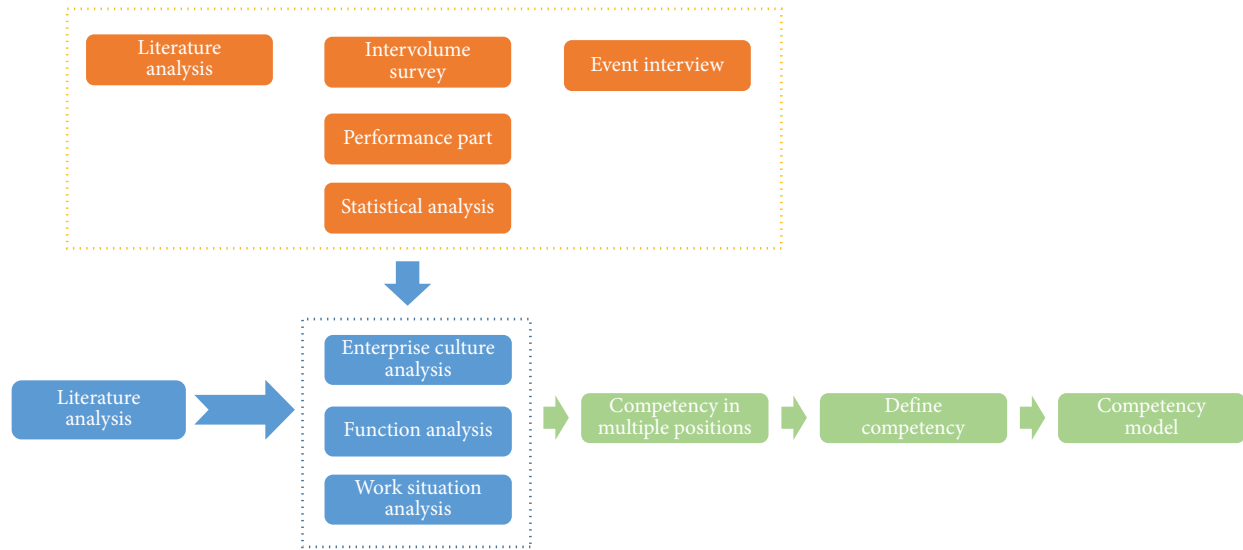 Literature
analysis
Intervolume
survey
Event interview
Performance part
Statistical analysis
Literature
analysis
Enterprise culture
analysis
Function analysis
Work situation
analysis
Competency in
multiple positions
Define
competency
Competency
model